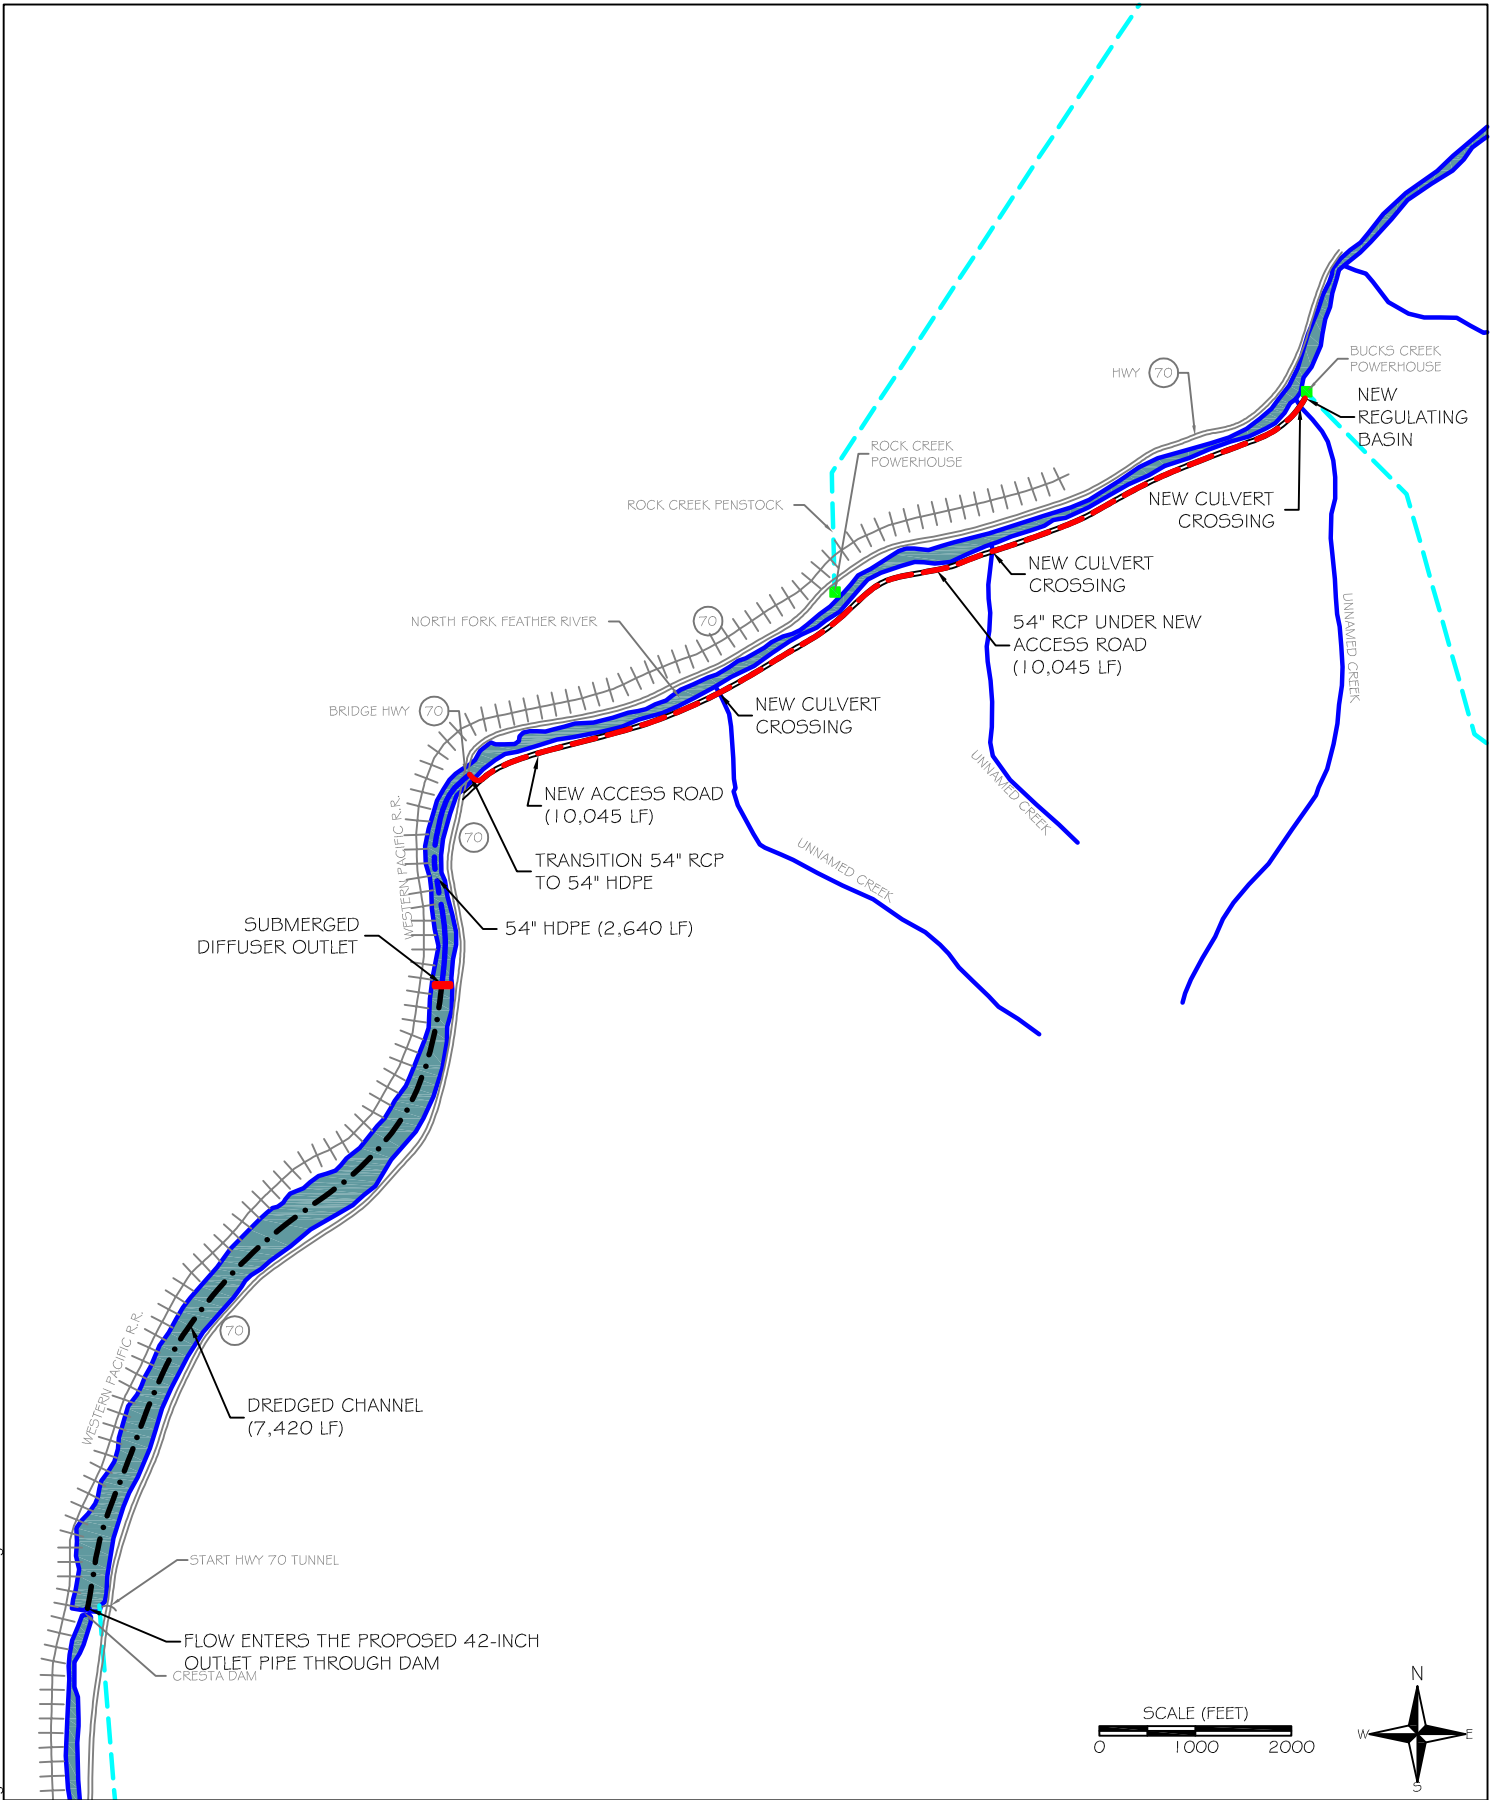 BUCKS CREEK
POWERHOUSE
HWY 70
NEW
REGULATING
BASIN
ROCK CREEK
POWERHOUSE
ROCK CREEK PENSTOCK
NEW CULVERT
CROSSING
NEW CULVERT
CROSSING
NORTH FORK FEATHER RIVER
70
54" RCP UNDER NEW
ACCESS ROAD
(10,045 LF)
UNNAMED CREEK
BRIDGE HWY 70
NEW CULVERT
CROSSING
UNNAMED CREEK
NEW ACCESS ROAD
(10,045 LF)
WESTERN PACIFIC R.R.
70
TRANSITION 54" RCP
TO 54" HDPE
UNNAMED CREEK
SUBMERGED
DIFFUSER OUTLET
54" HDPE (2,640 LF)
70
WESTERN PACIFIC R.R.
DREDGED CHANNEL
(7,420 LF)
START HWY 70 TUNNEL
FLOW ENTERS THE PROPOSED 42-INCH
OUTLET PIPE THROUGH DAM
CRESTA DAM
SCALE (FEET)
0 1000 2000
N
W E
S